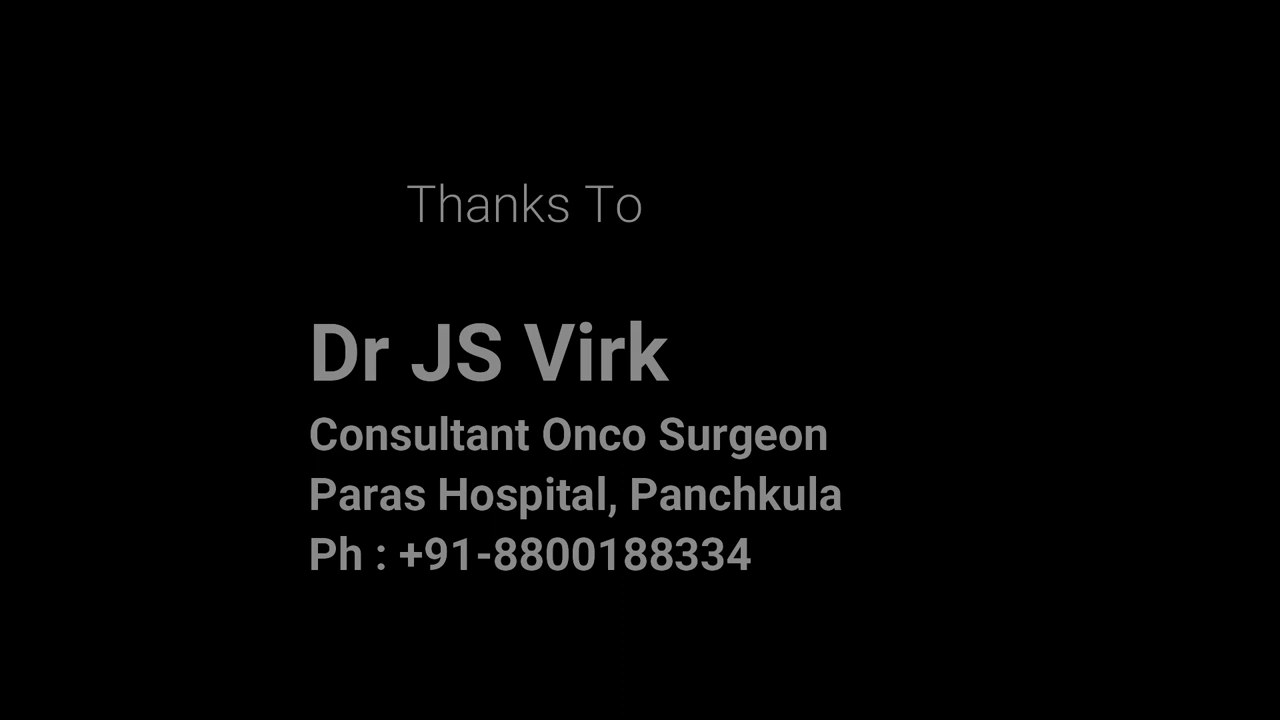 Thanks To
Dr JS Virk
Consultant Onco Surgeon
Paras Hospital, Panchkula
Ph : +91-8800188334